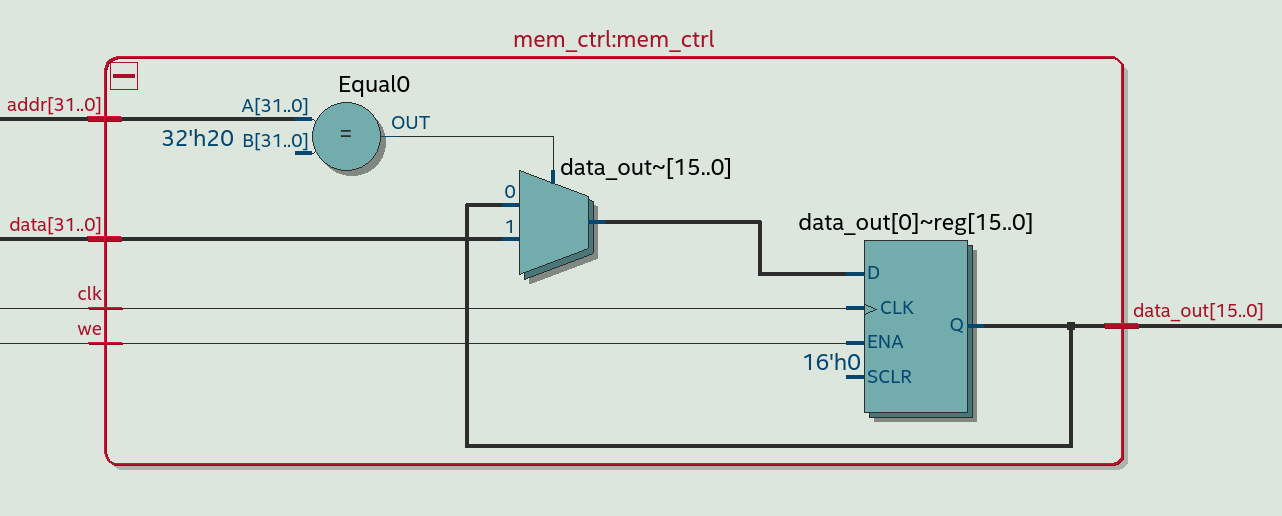 mem_ctrl:mem_ctrl
Equal0
addr[31..0]
A[31..0]
=
OUT
32'h20
B[31..0]
data_out~[15..0]
0
data[31..0]
1
data_out[0]~reg[15..0]
D
clk
CLK
data_out[15..0]
we
Q
ENA
16'h0
SCLR